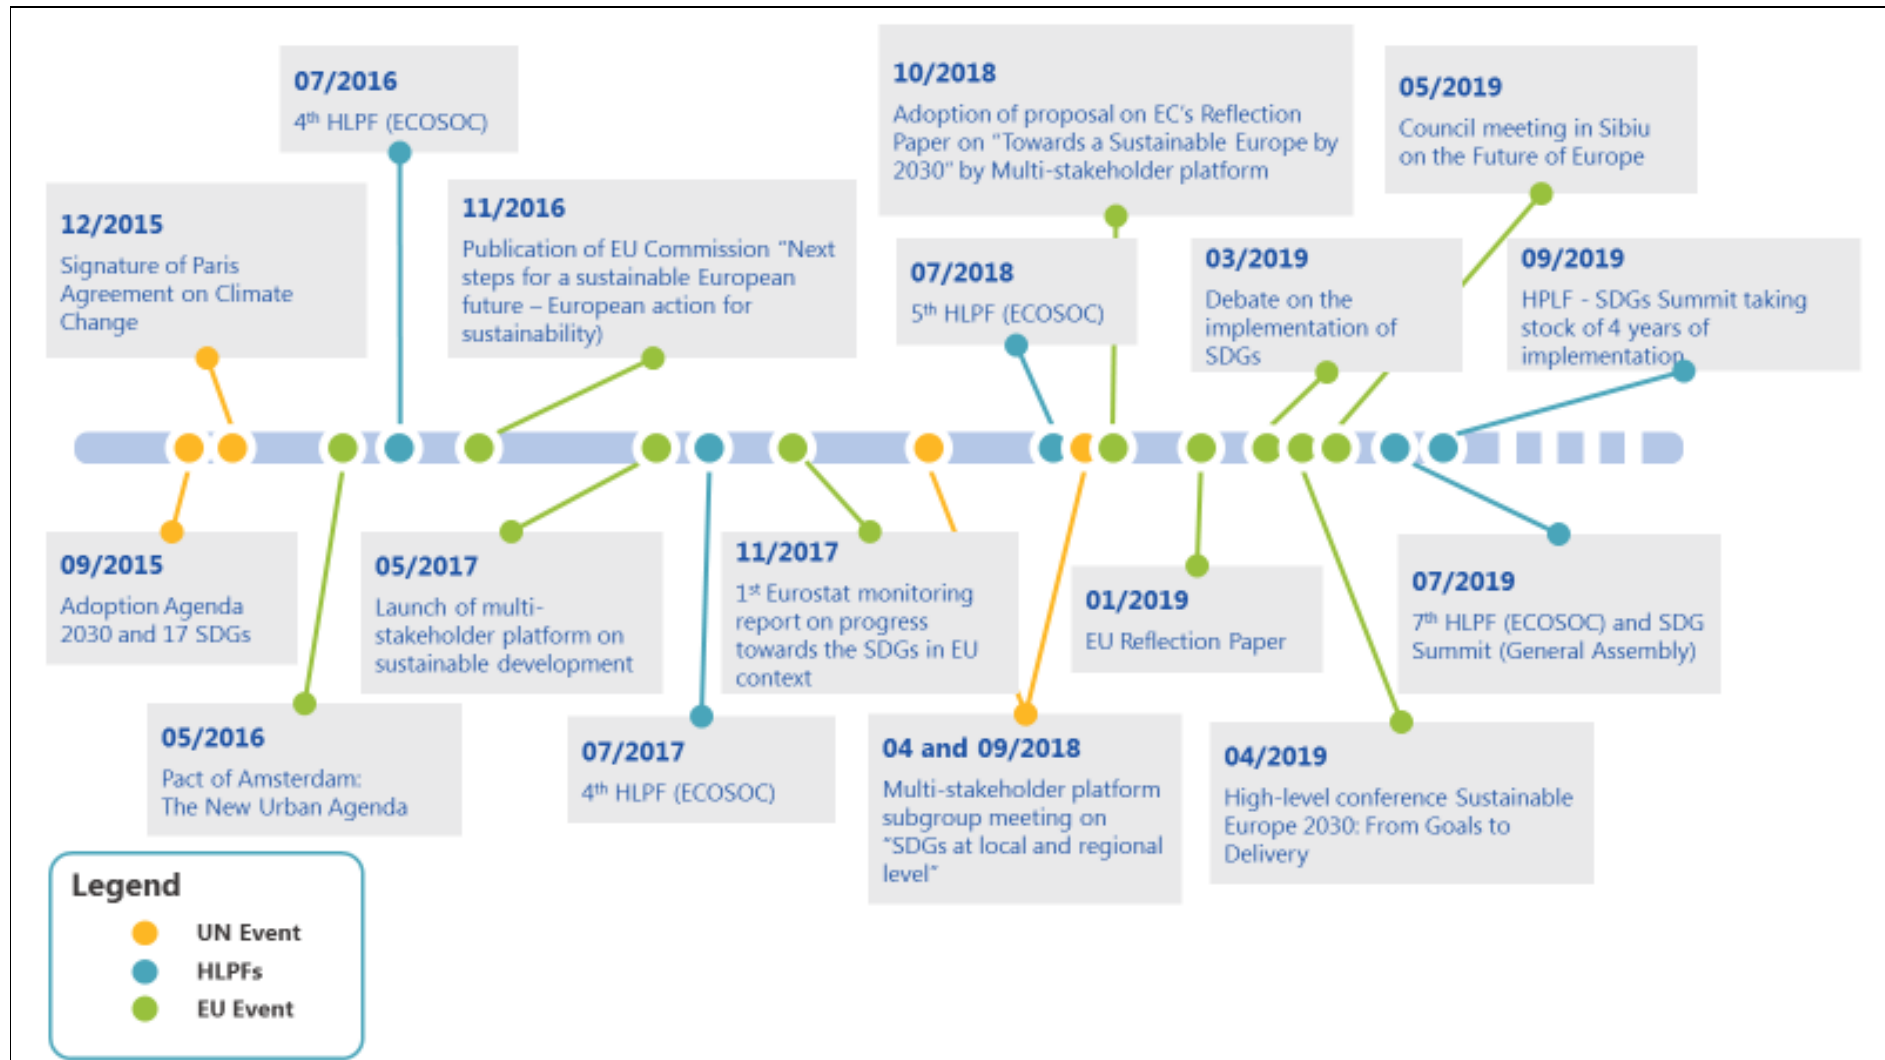 07/2016
4th HLPF (ECOSOC)
10/2018
Adoption of proposal on EC's Reflection
Paper on "Towards a Sustainable Europe by
2030" by Multi-stakeholder platform
05/2019
Council meeting in Sibiu
on the Future of Europe
12/2015
Signature of Paris
Agreement on Climate
Change
11/2016
Publication of EU Commission "Next
steps for a sustainable European
future – European action for
sustainability)
07/2018
5th HLPF (ECOSOC)
03/2019
Debate on the
implementation of
SDGs
09/2019
HPLF - SDGs Summit taking
stock of 4 years of
implementation
09/2015
Adoption Agenda
2030 and 17 SDGs
05/2017
Launch of multi-
stakeholder platform on
sustainable development
11/2017
1st Eurostat monitoring
report on progress
towards the SDGs in EU
context
01/2019
EU Reflection Paper
07/2019
7th HLPF (ECOSOC) and SDG
Summit (General Assembly)
05/2016
Pact of Amsterdam:
The New Urban Agenda
07/2017
4th HLPF (ECOSOC)
04 and 09/2018
Multi-stakeholder platform
subgroup meeting on
"SDGs at local and regional
level"
04/2019
High-level conference Sustainable
Europe 2030: From Goals to
Delivery
Legend
UN Event
HLPFs
EU Event